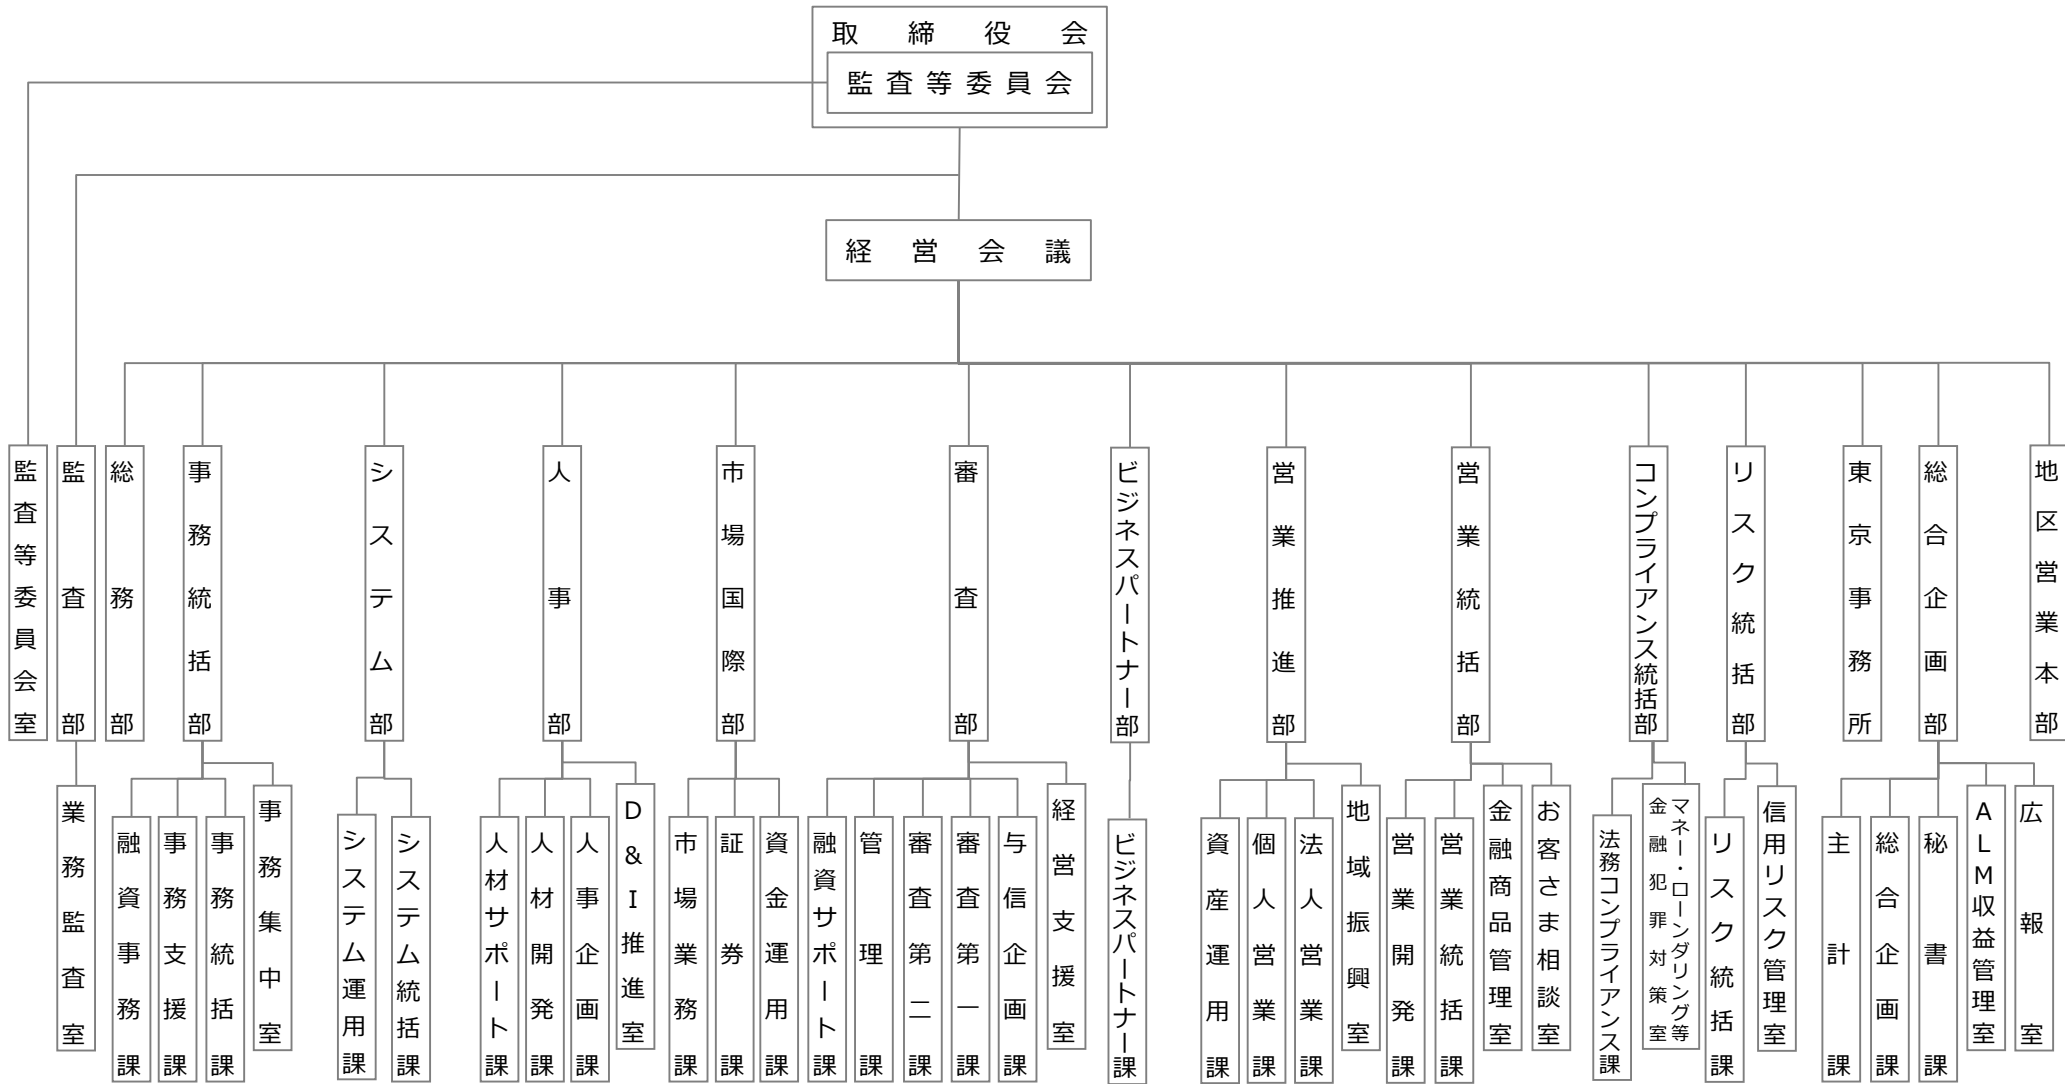 取締役会
監査等委員会
経営会議
監査等委員会室
監査部
総務部
事務統括部
システム部
人事部
市場国際部
審査部
ビジネスパートナー部
営業推進部
営業統括部
コンプライアンス統括部
リスク統括部
東京事務所
総合企画部
地区営業本部
業務監査室
融資事務課
事務支援課
事務統括課
事務集中室
システム運用課
システム統括課
人材サポート課
人材開発課
人事企画課
D&I推進室
市場業務課
証券課
資金運用課
融資サポート課
管理課
審査第二課
審査第一課
与信企画課
経営支援室
ビジネスパートナー課
資産運用課
個人営業課
法人営業課
地域振興室
営業開発課
営業統括課
金融商品管理室
お客さま相談室
法務コンプライアンス課
マネー・ローンダリング等
金融犯罪対策室
リスク統括課
信用リスク管理室
主計課
総合企画課
秘書課
ALM収益管理室
広報室